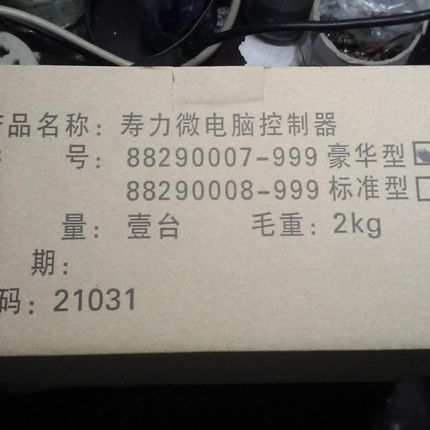 产品名称：寿力微电脑控制器
号：88290007-999 豪华型
88290008-999 标准型
量：壹台 毛重：2kg
期：
码：21031